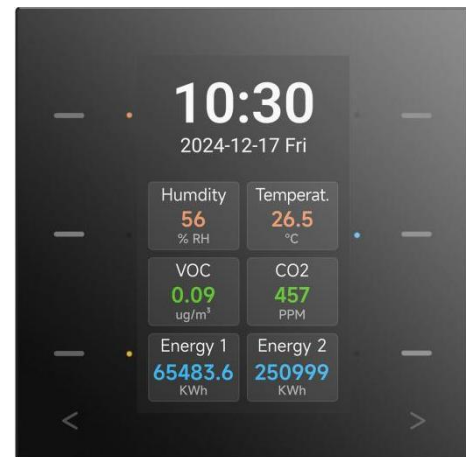 10:30
2024-12-17 Fri
Humdity Temperat.
56 26.5
% RH °C
VOC CO2
0.09 457
ug/m³ PPM
Energy 1 Energy 2
65483.6 250999
KWh KWh
< >